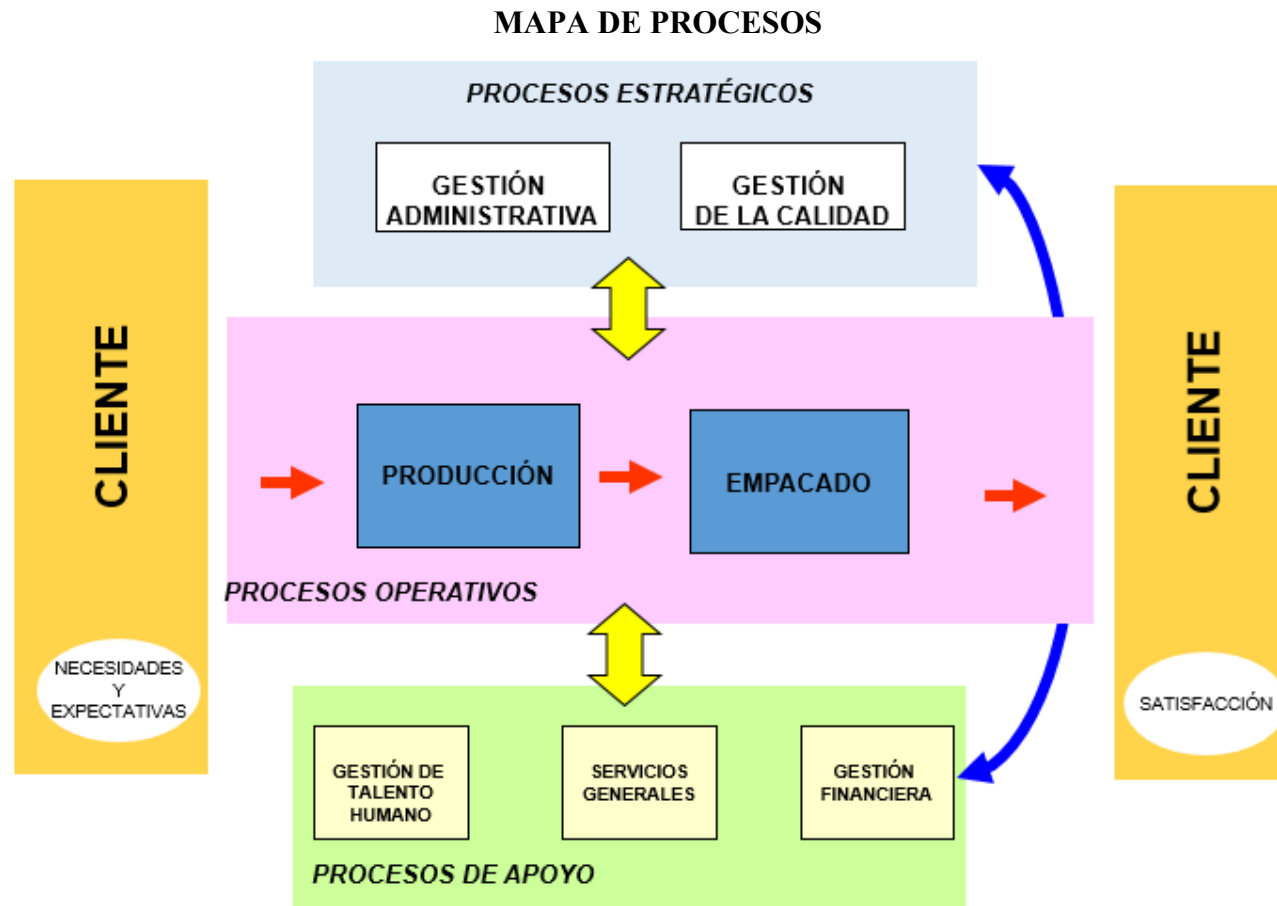 MAPA DE PROCESOS
PROCESOS ESTRATÉGICOS
GESTIÓN
ADMINISTRATIVA
GESTIÓN
DE LA CALIDAD
CLIENTE
NECESIDADES
Y
EXPECTATIVAS
PRODUCCIÓN
EMPACADO
PROCESOS OPERATIVOS
CLIENTE
SATISFACCIÓN
GESTIÓN DE
TALENTO
HUMANO
SERVICIOS
GENERALES
GESTIÓN
FINANCIERA
PROCESOS DE APOYO